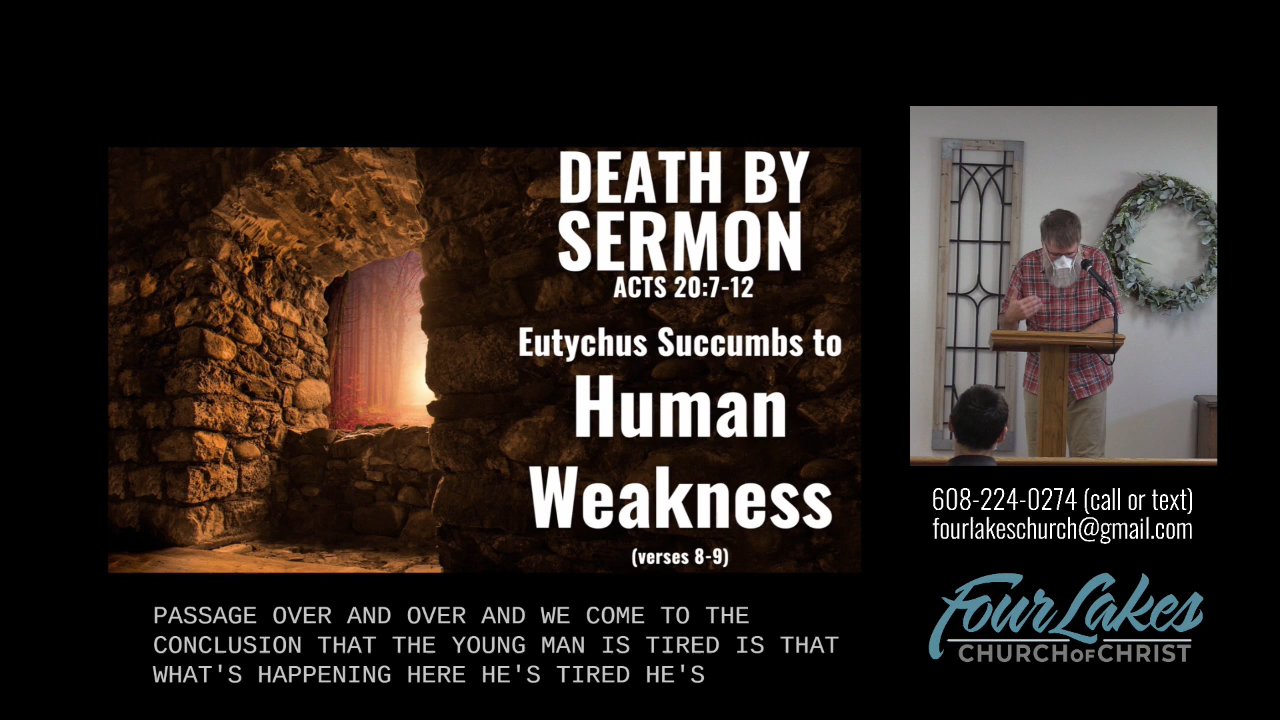 DEATH BY
SERMON
ACTS 20:7-12
Eutychus Succumbs to
Human
Weakness
(verses 8-9)
608-224-0274 (call or text)
fourlakeschurch@gmail.com
Four Lakes
CHURCH OF CHRIST
PASSAGE OVER AND OVER AND WE COME TO THE
CONCLUSION THAT THE YOUNG MAN IS TIRED IS THAT
WHAT'S HAPPENING HERE HE'S TIRED HE'S